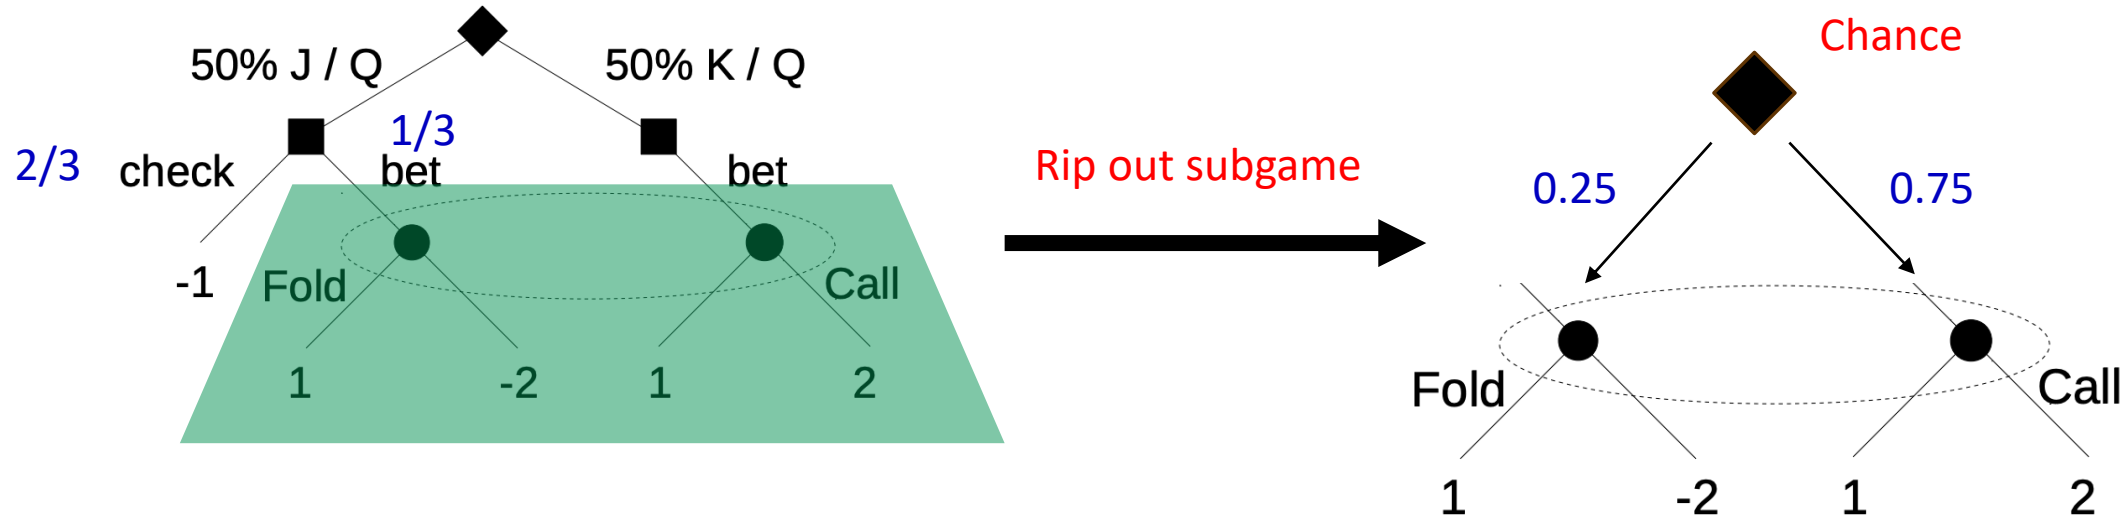 50% J / Q
50% K / Q
2/3
check
1/3
bet
bet
-1
Fold
Call
1
-2
1
2
Rip out subgame
Chance
0.25
0.75
Fold
Call
1
-2
1
2